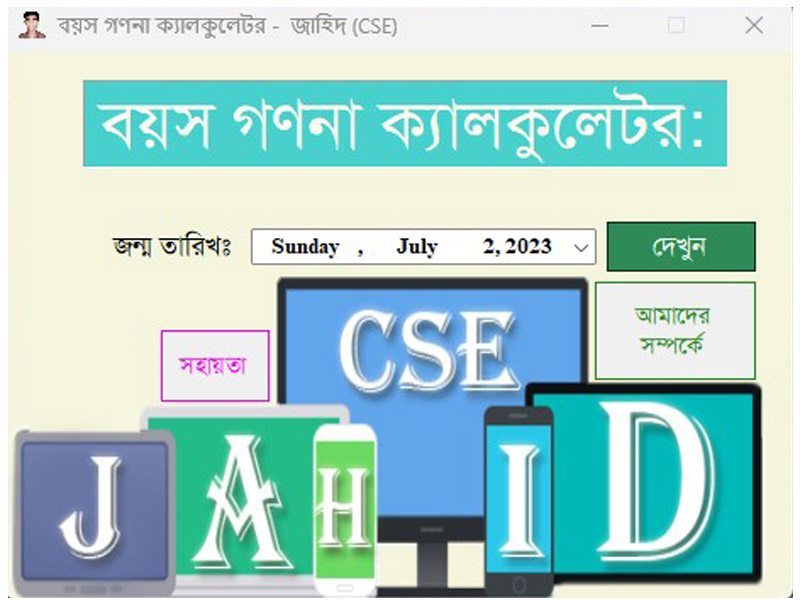 বয়স গণনা ক্যালকুলেটর - জাহিদ (CSE)
বয়স গণনা ক্যালকুলেটর:
জন্ম তারিখঃ Sunday , July 2, 2023 দেখুন
আমাদের
সম্পর্কে
সহায়তা
CSE
JAHID